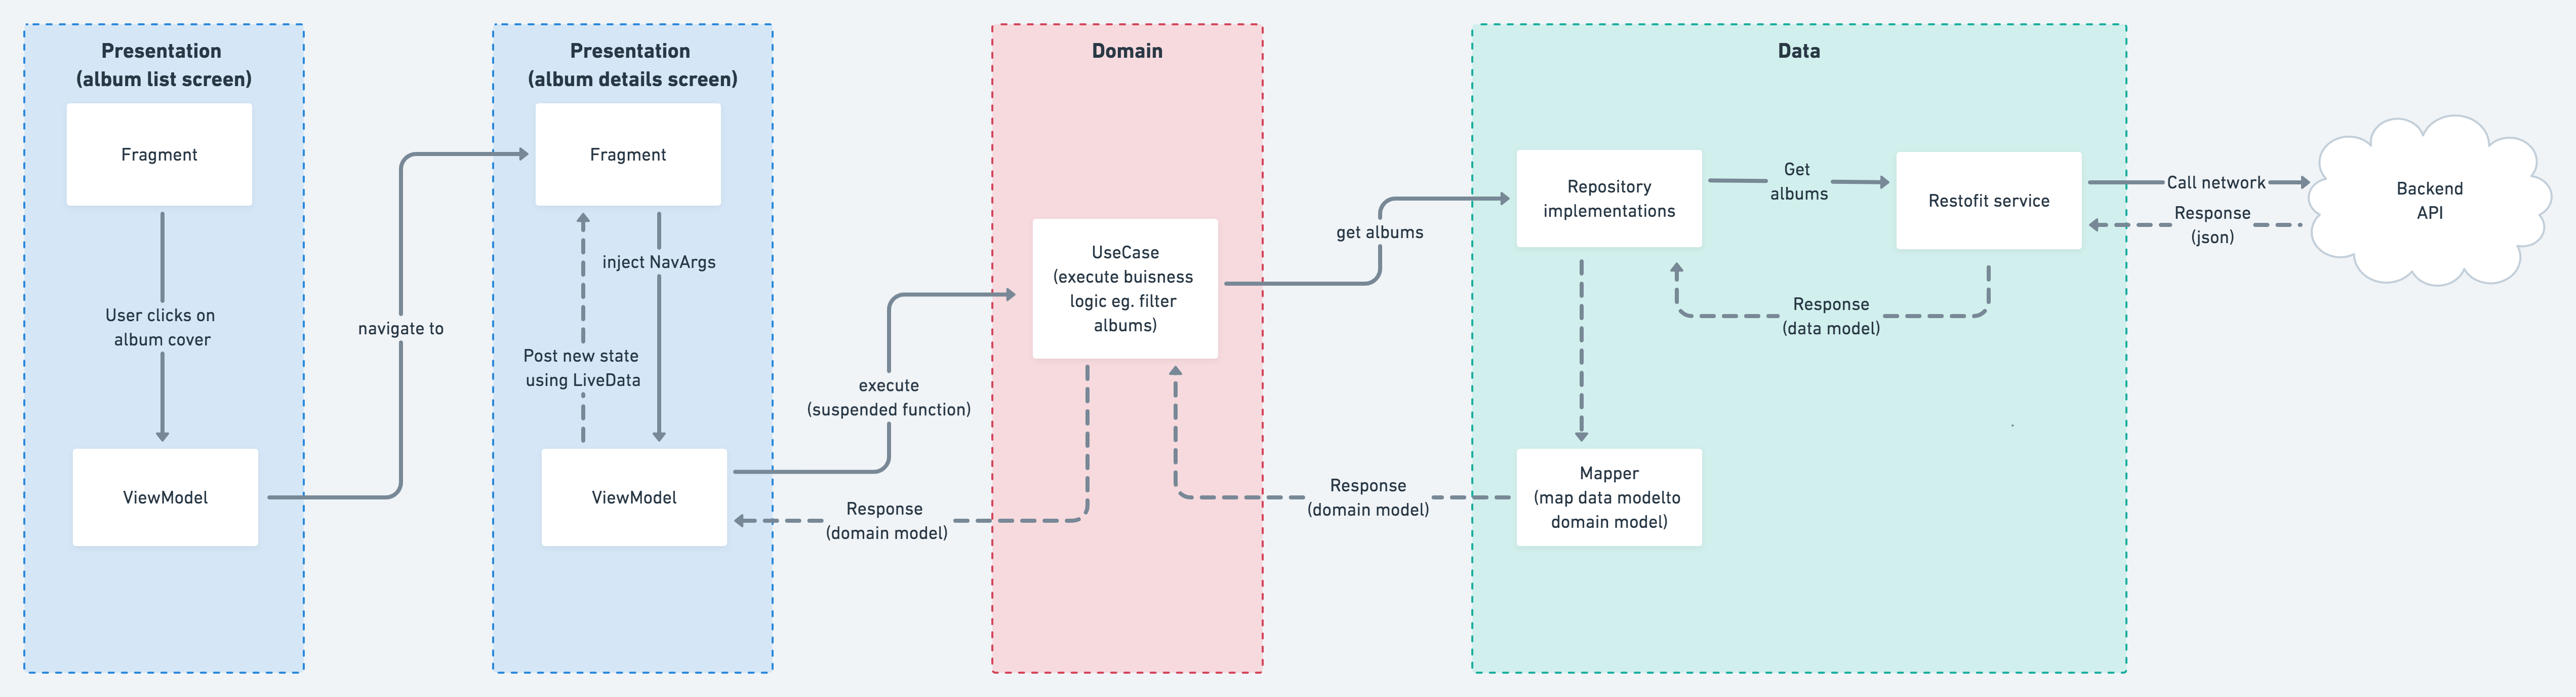 Presentation
(album list screen)
Fragment
User clicks on
album cover
ViewModel
navigate to
Presentation
(album details screen)
Fragment
inject NavArgs
Post new state
using LiveData
ViewModel
execute
(suspended function)
Response
(domain model)
Domain
UseCase
(execute buisness
logic eg. filter
albums)
get albums
Response
(domain model)
Data
Repository
implementations
Get
albums
Restofit service
Response
(data model)
Mapper
(map data modelto
domain model)
Call network
Response
(json)
Backend
API